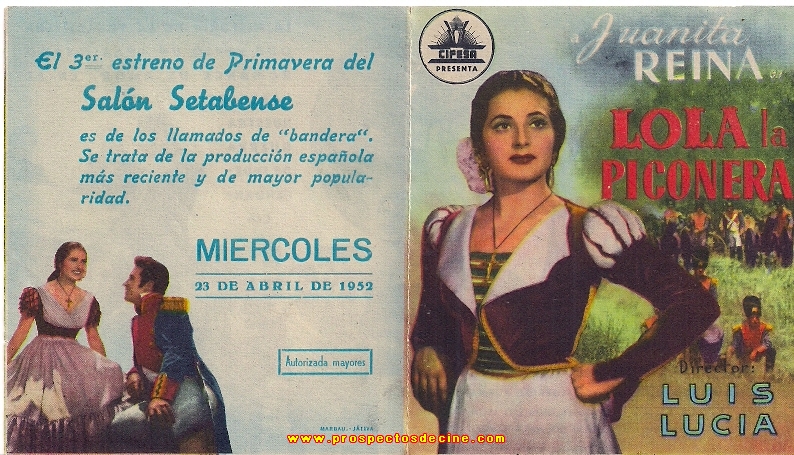 El 3er. estreno de Primavera del
Salón Setabense
es de los llamados de "bandera".
Se trata de la producción española
más reciente y de mayor popula-
ridad.
MIERCOLES
23 DE ABRIL DE 1952
Autorizada mayores
MARBAU.-JÁTIVA
CIFESA
PRESENTA
a Juanita
REINA en
LOLA la
PICONERA
Director:
LUIS
LUCIA
www.prospectosdecine.com